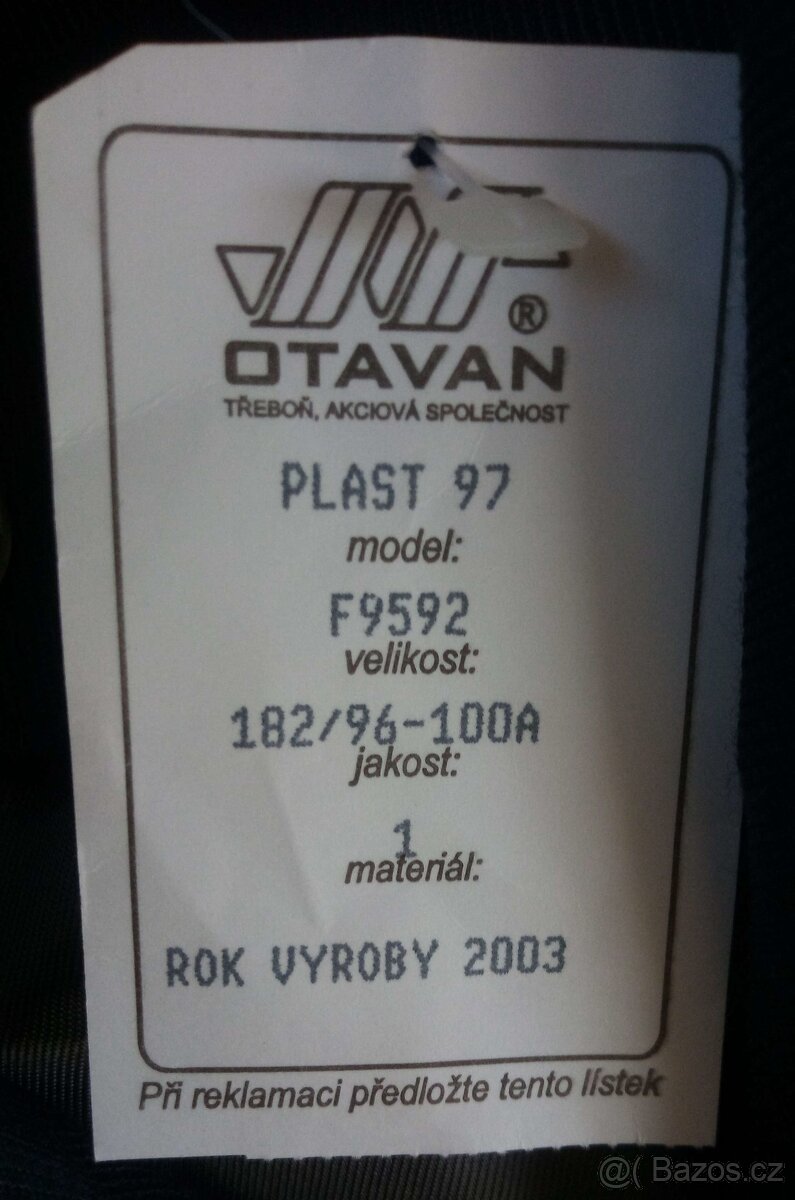 ®
OTAVAN
TŘEBOŇ, AKCIOVÁ SPOLEČNOST
PLAST 97
model:
F9592
velikost:
182/96-100A
jakost:
1
materiál:
ROK VYROBY 2003
Při reklamaci předložte tento lístek
@( Bazos.cz